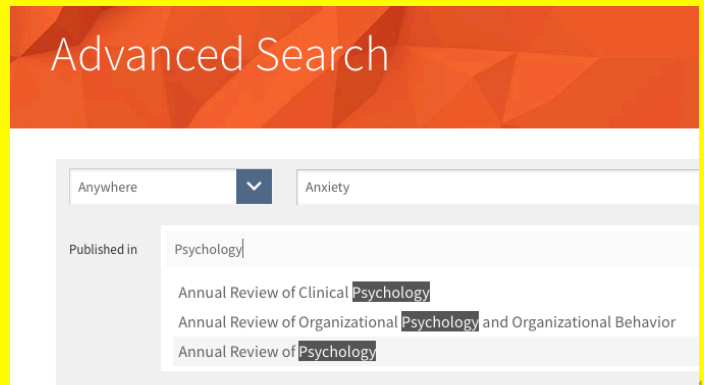 Advanced Search
Anywhere Anxiety
Published in Psychology
Annual Review of Clinical Psychology
Annual Review of Organizational Psychology and Organizational Behavior
Annual Review of Psychology